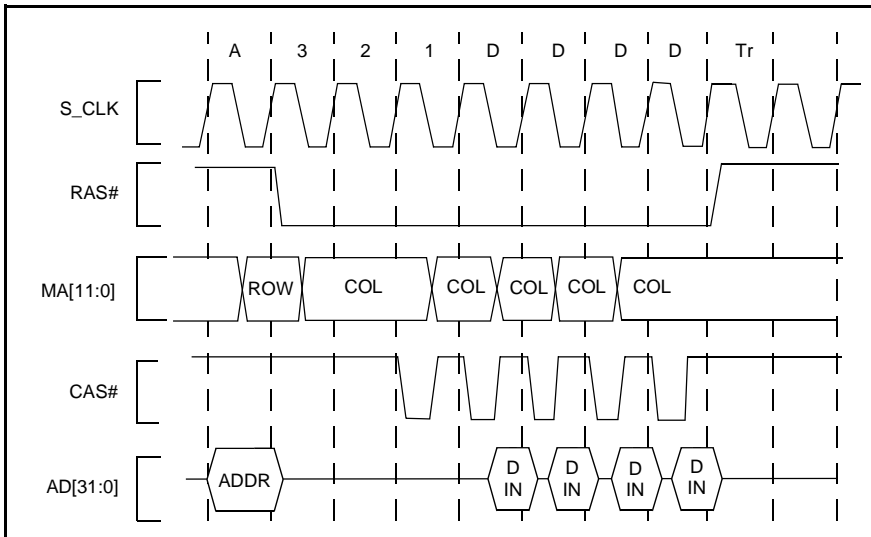 A 3 2 1 D D D D Tr
S_CLK
RAS#
MA[11:0] ROW COL COL COL COL COL
CAS#
AD[31:0] ADDR D IN D IN D IN D IN